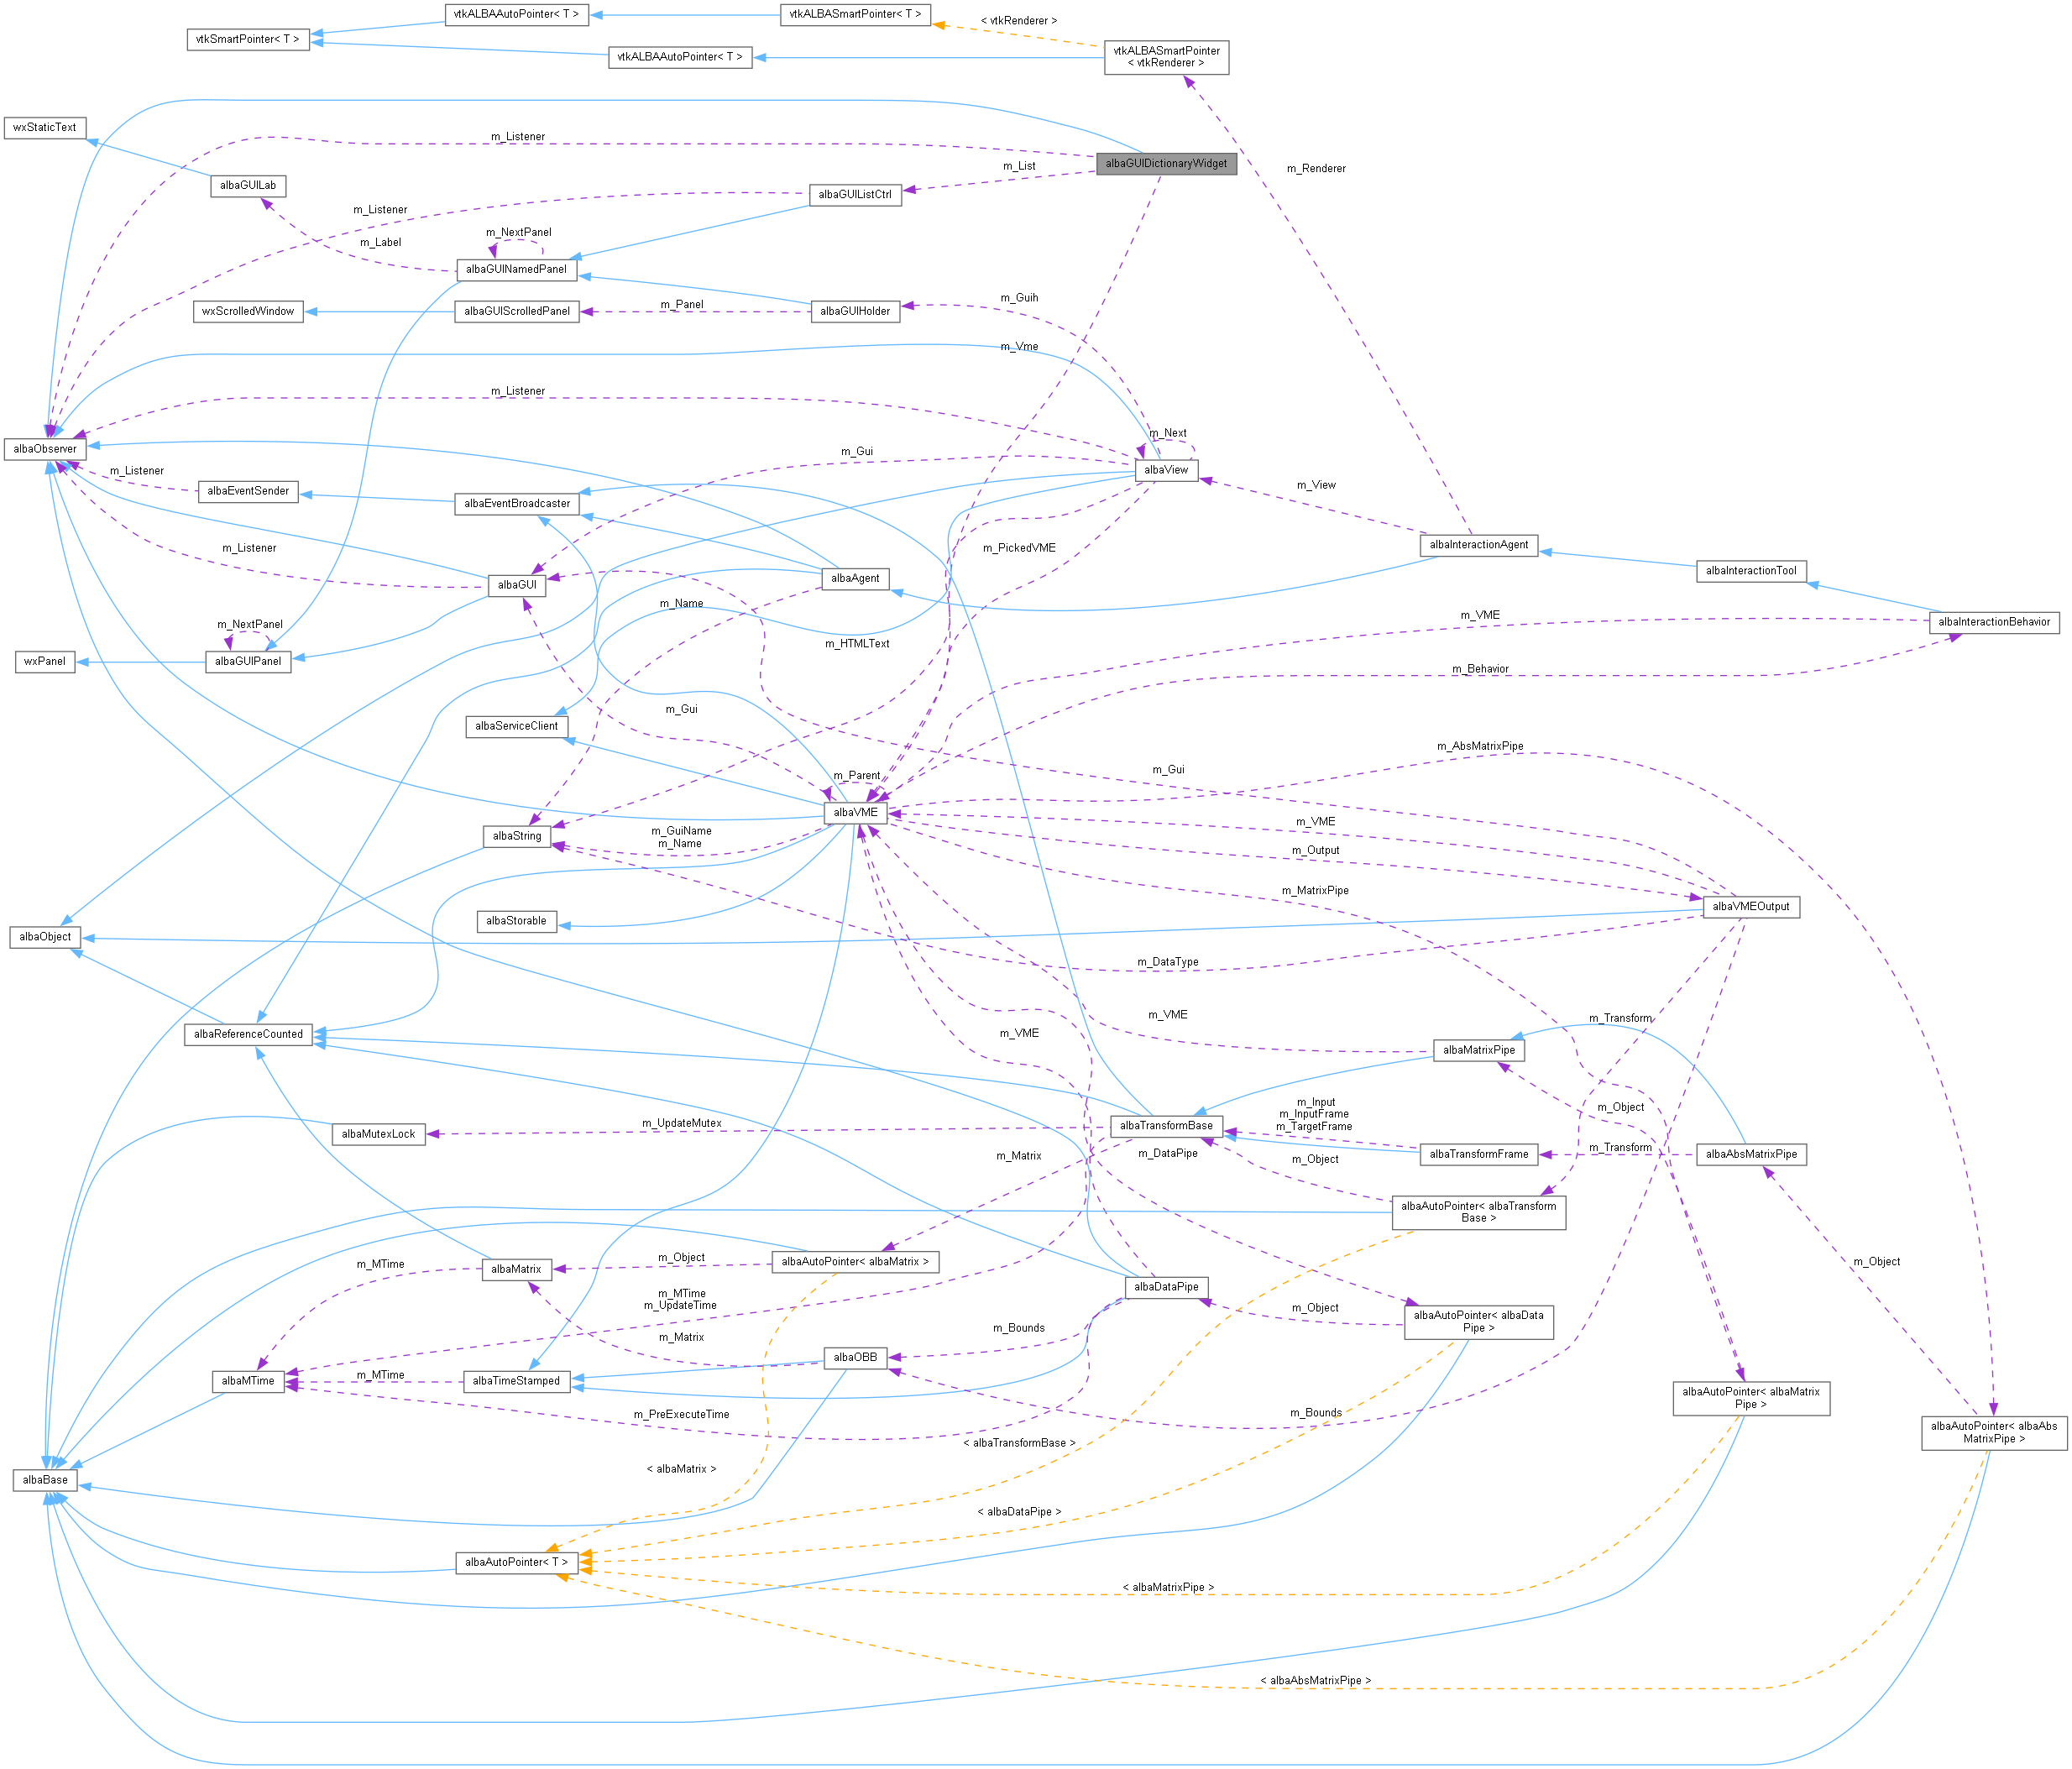 vtkALBAAutoPointer< T >
vtkALBASmartPointer< T >
< vtkRenderer >
vtkSmartPointer< T >
vtkALBAAutoPointer< T >
vtkALBASmartPointer
< vtkRenderer >
wxStaticText
m_Listener
albaGUIDictionaryWidget
m_List
m_Renderer
albaGUILab
albaGUIListCtrl
m_Listener
m_NextPanel
m_Label
albaGUINamedPanel
m_Guih
wxScrolledWindow
albaGUIScrolledPanel
m_Panel
albaGUIHolder
m_Vme
m_Listener
m_Next
albaObserver
m_Gui
m_Listener
albaView
albaEventSender
m_View
albaEventBroadcaster
m_Listener
m_PickedVME
albaInteractionAgent
albaGUI
albaAgent
albaInteractionTool
m_Name
m_NextPanel
m_VME
albaInteractionBehavior
m_HTMLText
wxPanel
albaGUIPanel
m_Behavior
m_Gui
albaServiceClient
m_AbsMatrixPipe
m_Gui
m_Parent
albaVME
m_VME
albaString
m_GuiName
m_Name
m_Output
m_MatrixPipe
albaVMEOutput
albaStorable
albaObject
m_DataType
m_VME
m_VME
m_Transform
albaReferenceCounted
albaMatrixPipe
m_Input
m_InputFrame
m_TargetFrame
m_Object
albaMutexLock
m_UpdateMutex
albaTransformBase
m_Matrix
m_DataPipe
m_Object
albaTransformFrame
m_Transform
albaAbsMatrixPipe
albaAutoPointer< albaTransform
Base >
m_MTime
albaMatrix
m_Object
albaAutoPointer< albaMatrix >
m_Object
m_MTime
m_UpdateTime
albaDataPipe
m_Object
albaAutoPointer< albaData
Pipe >
m_Matrix
m_Bounds
albaOBB
albaMTime
m_MTime
albaTimeStamped
albaAutoPointer< albaMatrix
Pipe >
m_PreExecuteTime
m_Bounds
albaAutoPointer< albaAbs
MatrixPipe >
< albaTransformBase >
< albaMatrix >
albaBase
< albaDataPipe >
albaAutoPointer< T >
< albaMatrixPipe >
< albaAbsMatrixPipe >